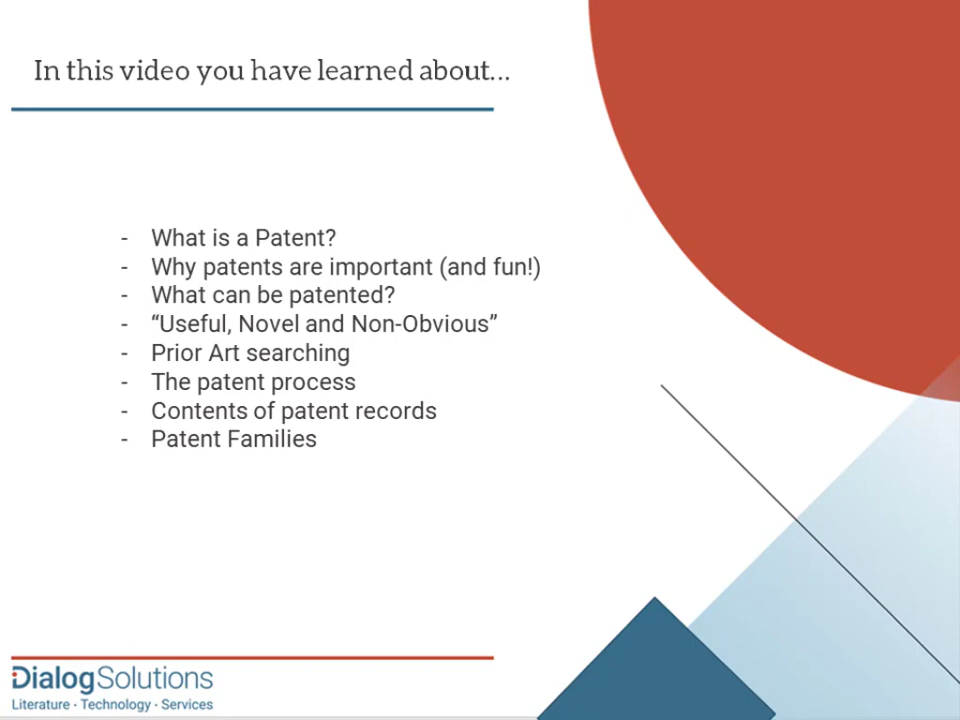 In this video you have learned about...
- What is a Patent?
- Why patents are important (and fun!)
- What can be patented?
- “Useful, Novel and Non-Obvious”
- Prior Art searching
- The patent process
- Contents of patent records
- Patent Families
DialogSolutions
Literature · Technology · Services